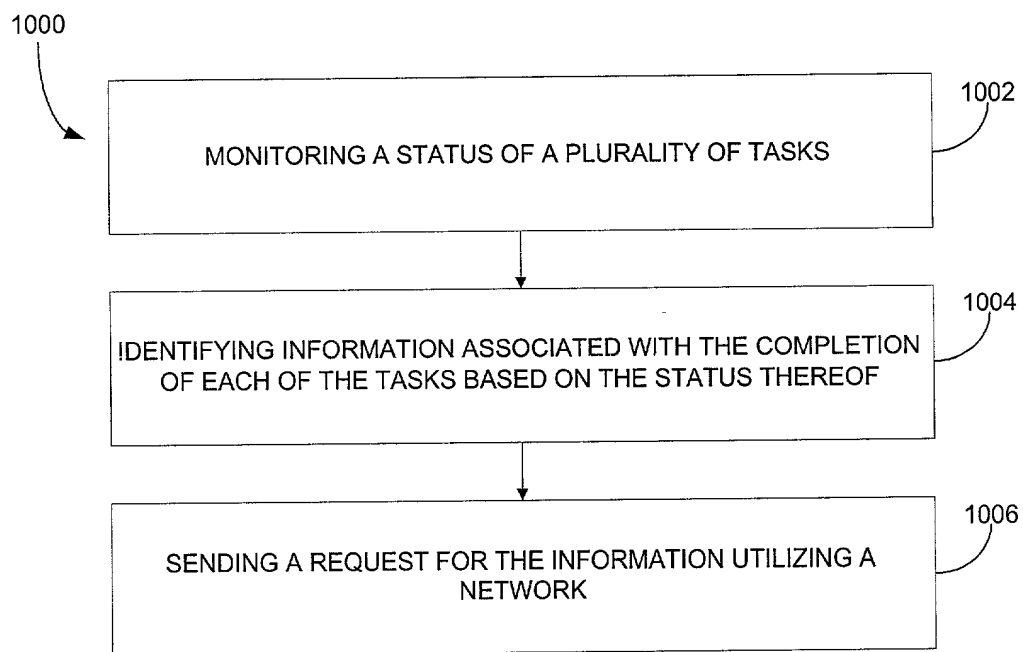 1000
1002
MONITORING A STATUS OF A PLURALITY OF TASKS
1004
IDENTIFYING INFORMATION ASSOCIATED WITH THE COMPLETION
OF EACH OF THE TASKS BASED ON THE STATUS THEREOF
1006
SENDING A REQUEST FOR THE INFORMATION UTILIZING A
NETWORK